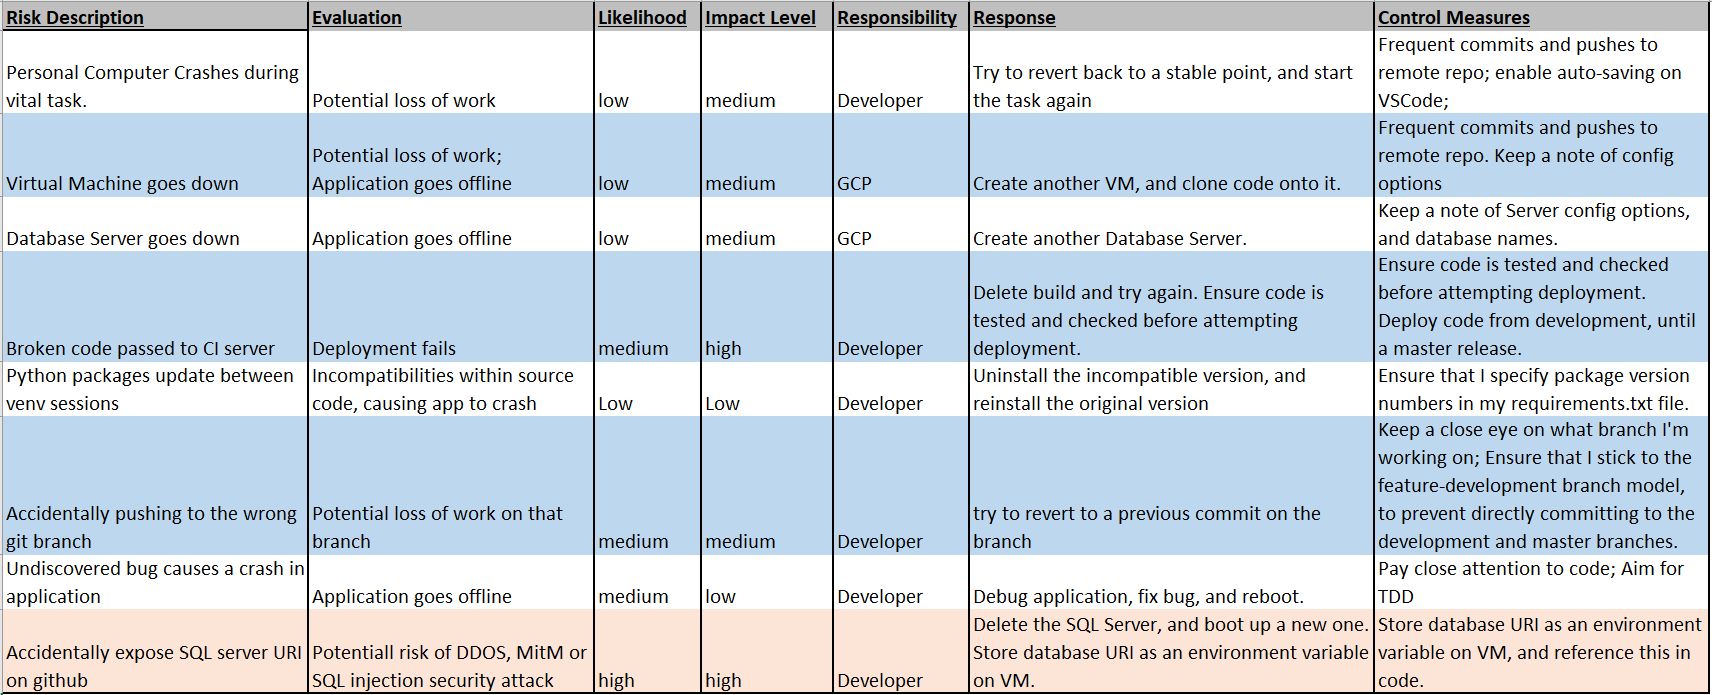 Risk Description Evaluation Likelihood Impact Level Responsibility Response Control Measures
Personal Computer Crashes during
vital task.
Potential loss of work
low
medium
Developer
Try to revert back to a stable point, and start
the task again
Frequent commits and pushes to
remote repo; enable auto-saving on
VSCode;
Virtual Machine goes down
Potential loss of work;
Application goes offline
low
medium
GCP
Create another VM, and clone code onto it.
Frequent commits and pushes to
remote repo. Keep a note of config
options
Database Server goes down
Application goes offline
low
medium
GCP
Create another Database Server.
Keep a note of Server config options,
and database names.
Broken code passed to CI server
Deployment fails
medium
high
Developer
Delete build and try again. Ensure code is
tested and checked before attempting
deployment.
Ensure code is tested and checked
before attempting deployment.
Deploy code from development, until
a master release.
Python packages update between
venv sessions
Incompatibilities within source
code, causing app to crash
Low
Low
Developer
Uninstall the incompatible version, and
reinstall the original version
Ensure that I specify package version
numbers in my requirements.txt file.
Accidentally pushing to the wrong
git branch
Potential loss of work on that
branch
medium
medium
Developer
try to revert to a previous commit on the
branch
Keep a close eye on what branch I'm
working on; Ensure that I stick to the
feature-development branch model,
to prevent directly committing to the
development and master branches.
Undiscovered bug causes a crash in
application
Application goes offline
medium
low
Developer
Debug application, fix bug, and reboot.
Pay close attention to code; Aim for
TDD
Accidentally expose SQL server URI
on github
Potentiall risk of DDOS, MitM or
SQL injection security attack
high
high
Developer
Delete the SQL Server, and boot up a new one.
Store database URI as an environment variable
on VM.
Store database URI as an environment
variable on VM, and reference this in
code.